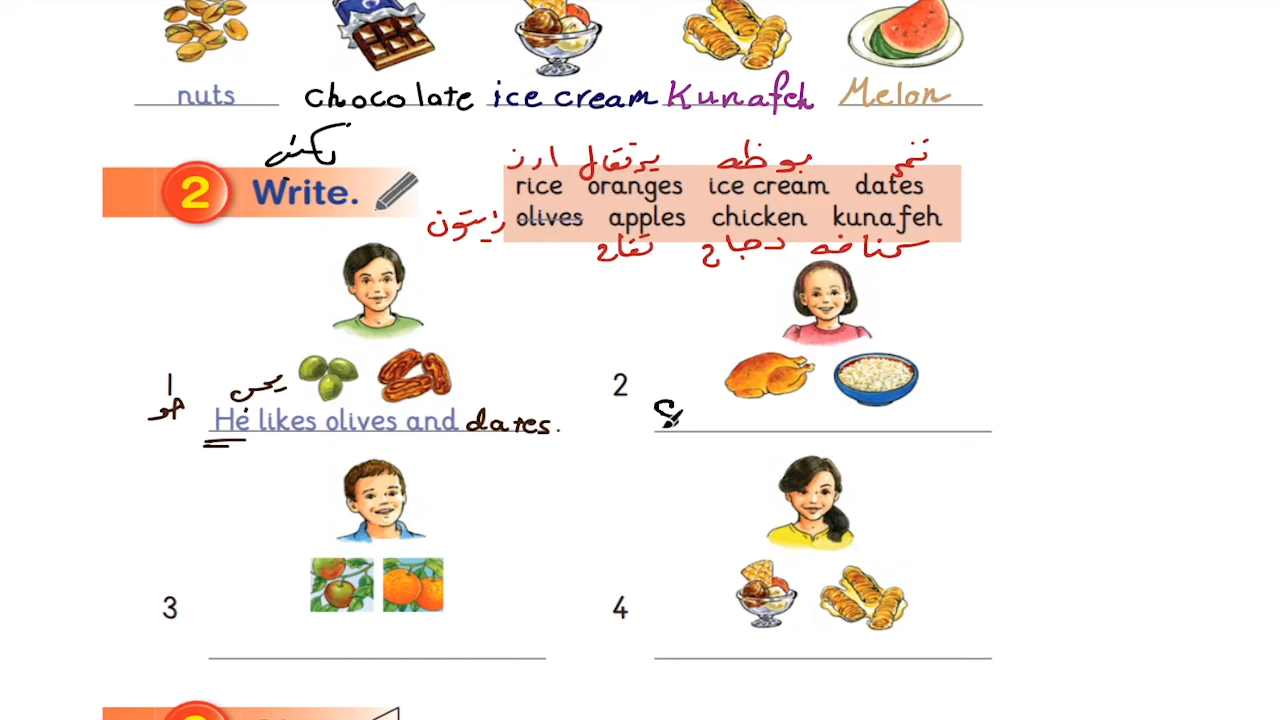 nuts chocolate ice cream Kunafeh Melon
نكتب
2 Write.
ارز يرتقال بوظه تمر
rice oranges ice cream dates
olives apples chicken kunafeh
زيتون تفاح دجاج كنافه
1 2
هو يحب
He likes olives and dates.
S
3 4